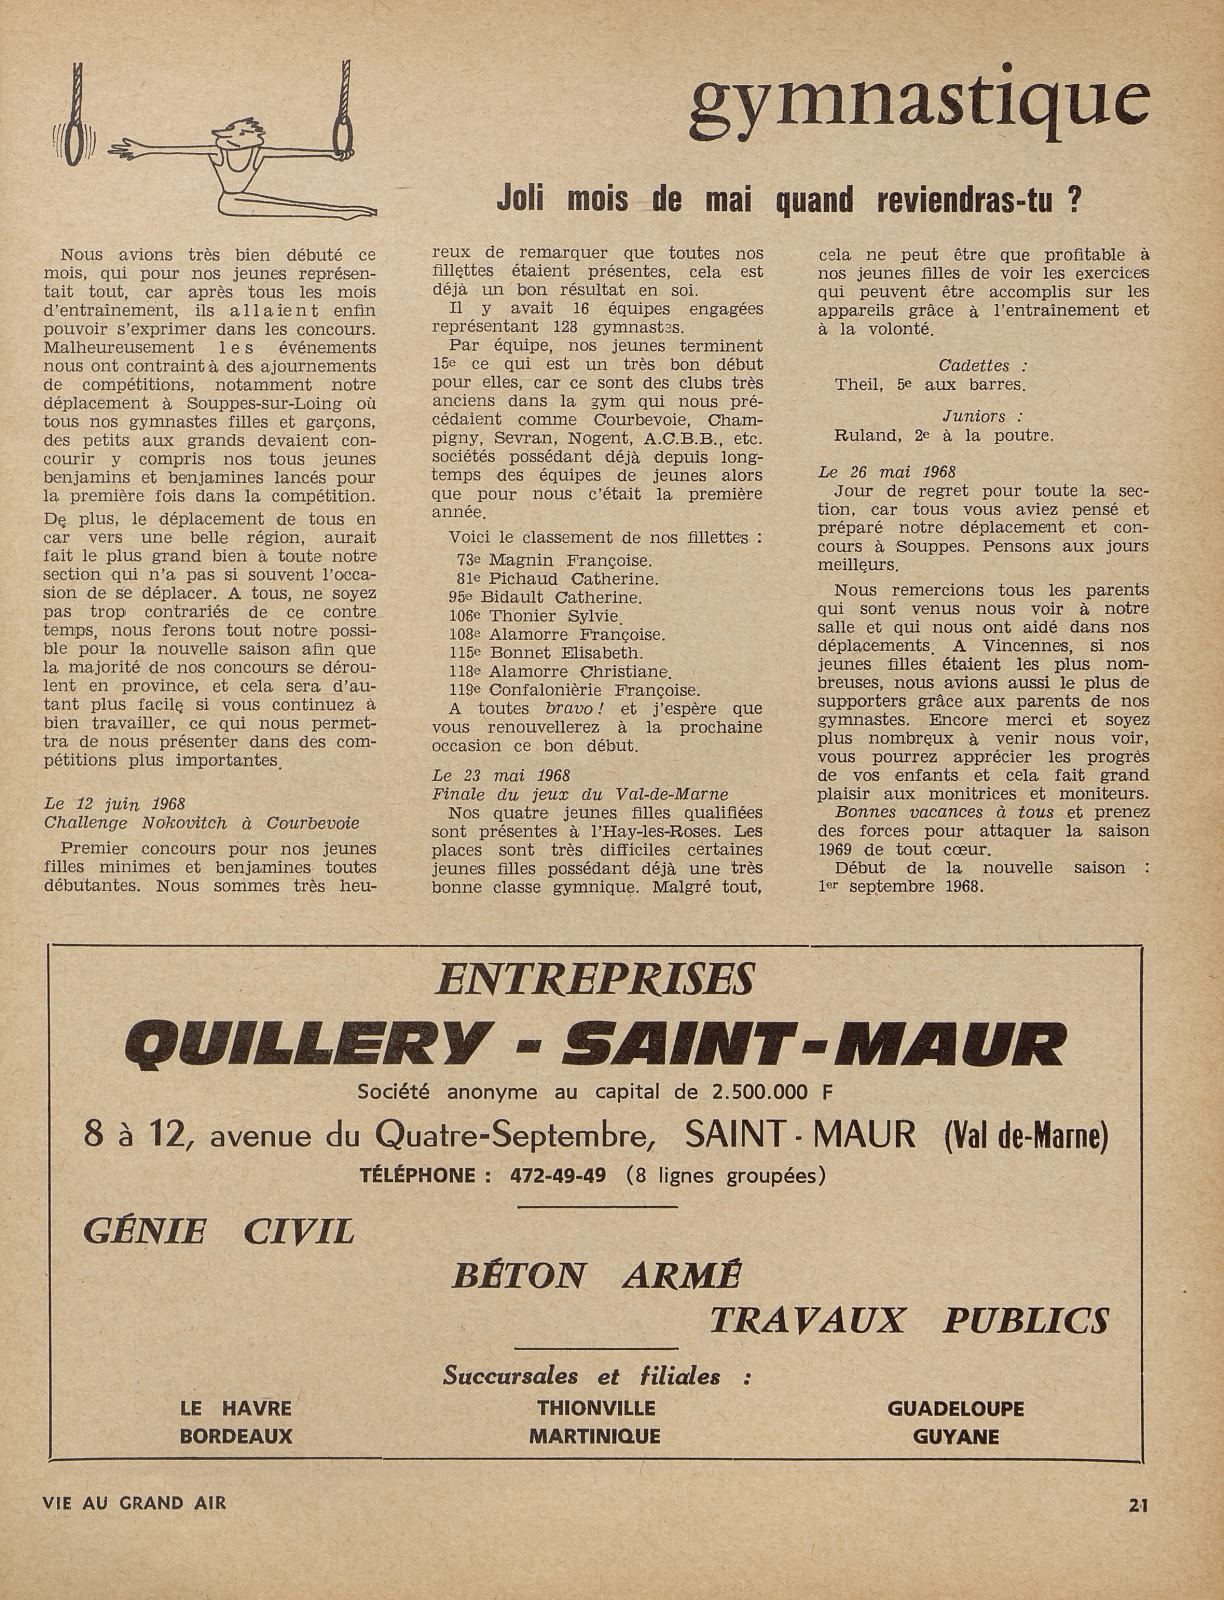 gymnastique
Joli mois de mai quand reviendras-tu ?
Nous avions très bien débuté ce
mois, qui pour nos jeunes représen-
tait tout, car après tous les mois
d'entraînement, ils allaient enfin
pouvoir s'exprimer dans les concours.
Malheureusement les événements
nous ont contraint à des ajournements
de compétitions, notamment notre
déplacement à Souppes-sur-Loing où
tous nos gymnastes filles et garçons,
des petits aux grands devaient con-
courir y compris nos tous jeunes
benjamins et benjamines lancés pour
la première fois dans la compétition.
De plus, le déplacement de tous en
car vers une belle région, aurait
fait le plus grand bien à toute notre
section qui n'a pas si souvent l'occa-
sion de se déplacer. A tous, ne soyez
pas trop contrariés de ce contre
temps, nous ferons tout notre possi-
ble pour la nouvelle saison afin que
la majorité de nos concours se dérou-
lent en province, et cela sera d'au-
tant plus facile si vous continuez à
bien travailler, ce qui nous permet-
tra de nous présenter dans des com-
pétitions plus importantes.
Le 12 juin 1968
Challenge Nokovitch à Courbevoie
Premier concours pour nos jeunes
filles minimes et benjamines toutes
débutantes. Nous sommes très heu-
reux de remarquer que toutes nos
fillettes étaient présentes, cela est
déjà un bon résultat en soi.
Il y avait 16 équipes engagées
représentant 128 gymnastes.
Par équipe, nos jeunes terminent
15e ce qui est un très bon début
pour elles, car ce sont des clubs très
anciens dans la gym qui nous pré-
cédaient comme Courbevoie, Cham-
pigny, Sevran, Nogent, A.C.B.B., etc.
sociétés possédant déjà depuis long-
temps des équipes de jeunes alors
que pour nous c'était la première
année.
Voici le classement de nos fillettes :
73e Magnin Françoise.
81e Pichaud Catherine.
95e Bidault Catherine.
106e Thonier Sylvie.
108e Alamorre Françoise.
115e Bonnet Elisabeth.
118e Alamorre Christiane.
119e Confalonièrie Françoise.
A toutes bravo ! et j'espère que
vous renouvellerez à la prochaine
occasion ce bon début.
Le 23 mai 1968
Finale du jeux du Val-de-Marne
Nos quatre jeunes filles qualifiées
sont présentes à l'Hay-les-Roses. Les
places sont très difficiles certaines
jeunes filles possédant déjà une très
bonne classe gymnique. Malgré tout,
cela ne peut être que profitable à
nos jeunes filles de voir les exercices
qui peuvent être accomplis sur les
appareils grâce à l'entraînement et
à la volonté.
Cadettes :
Theil, 5e aux barres.
Juniors :
Ruland, 2e à la poutre.
Le 26 mai 1968
Jour de regret pour toute la sec-
tion, car tous vous aviez pensé et
préparé notre déplacement et con-
cours à Souppes. Pensons aux jours
meilleurs.
Nous remercions tous les parents
qui sont venus nous voir à notre
salle et qui nous ont aidé dans nos
déplacements. A Vincennes, si nos
jeunes filles étaient les plus nom-
breuses, nous avions aussi le plus de
supporters grâce aux parents de nos
gymnastes. Encore merci et soyez
plus nombreux à venir nous voir,
vous pourrez apprécier les progrès
de vos enfants et cela fait grand
plaisir aux monitrices et moniteurs.
Bonnes vacances à tous et prenez
des forces pour attaquer la saison
1969 de tout cœur.
Début de la nouvelle saison :
1er septembre 1968.
ENTREPRISES
QUILLERY - SAINT-MAUR
Société anonyme au capital de 2.500.000 F
8 à 12, avenue du Quatre-Septembre, SAINT - MAUR (Val de-Marne)
TÉLÉPHONE : 472-49-49 (8 lignes groupées)
GÉNIE CIVIL
BÉTON ARMÉ
TRAVAUX PUBLICS
Succursales et filiales :
LE HAVRE THIONVILLE GUADELOUPE
BORDEAUX MARTINIQUE GUYANE
VIE AU GRAND AIR 21